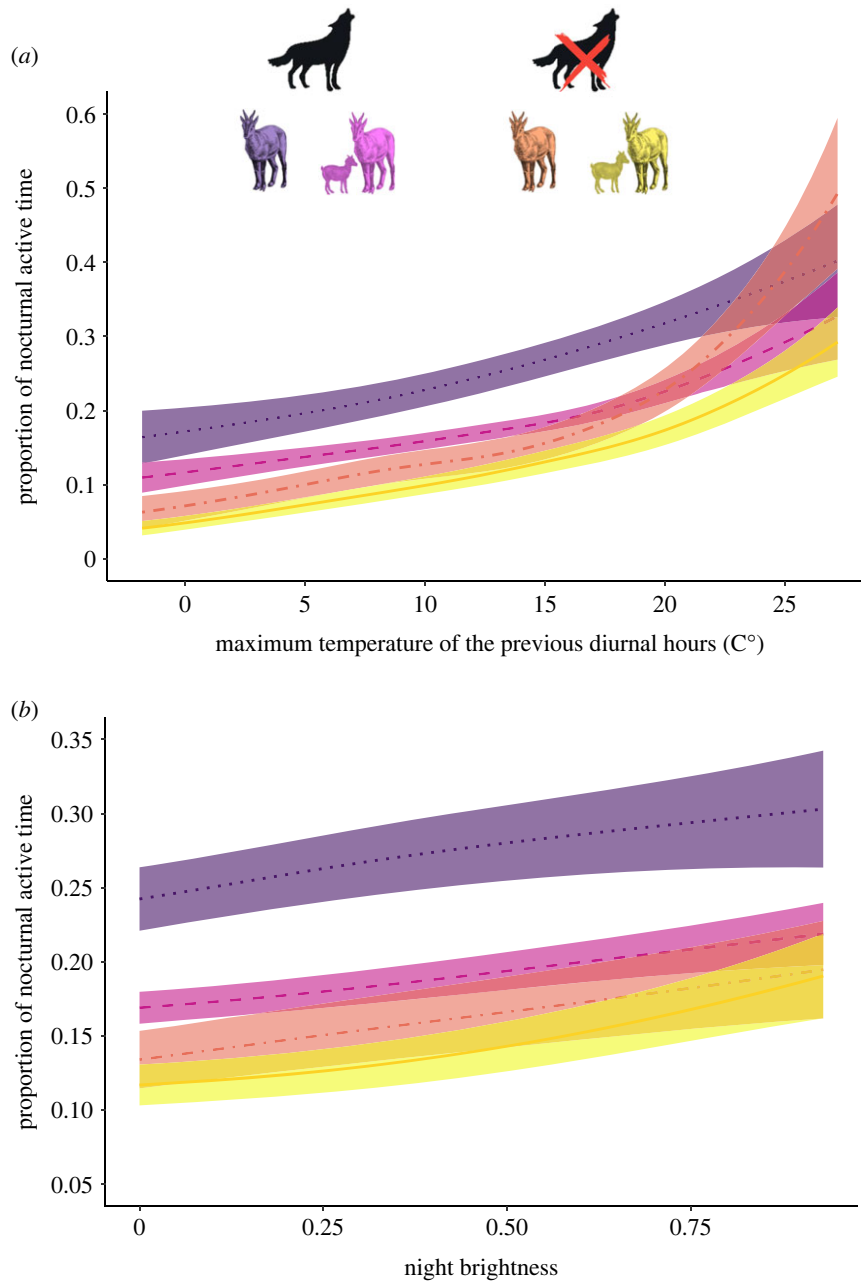 (a)
0.6
0.5
0.4
0.3
0.2
0.1
0
proportion of nocturnal active time
0 5 10 15 20 25
maximum temperature of the previous diurnal hours (C°)
(b)
0.35
0.30
0.25
0.20
0.15
0.10
0.05
proportion of nocturnal active time
0 0.25 0.50 0.75
night brightness